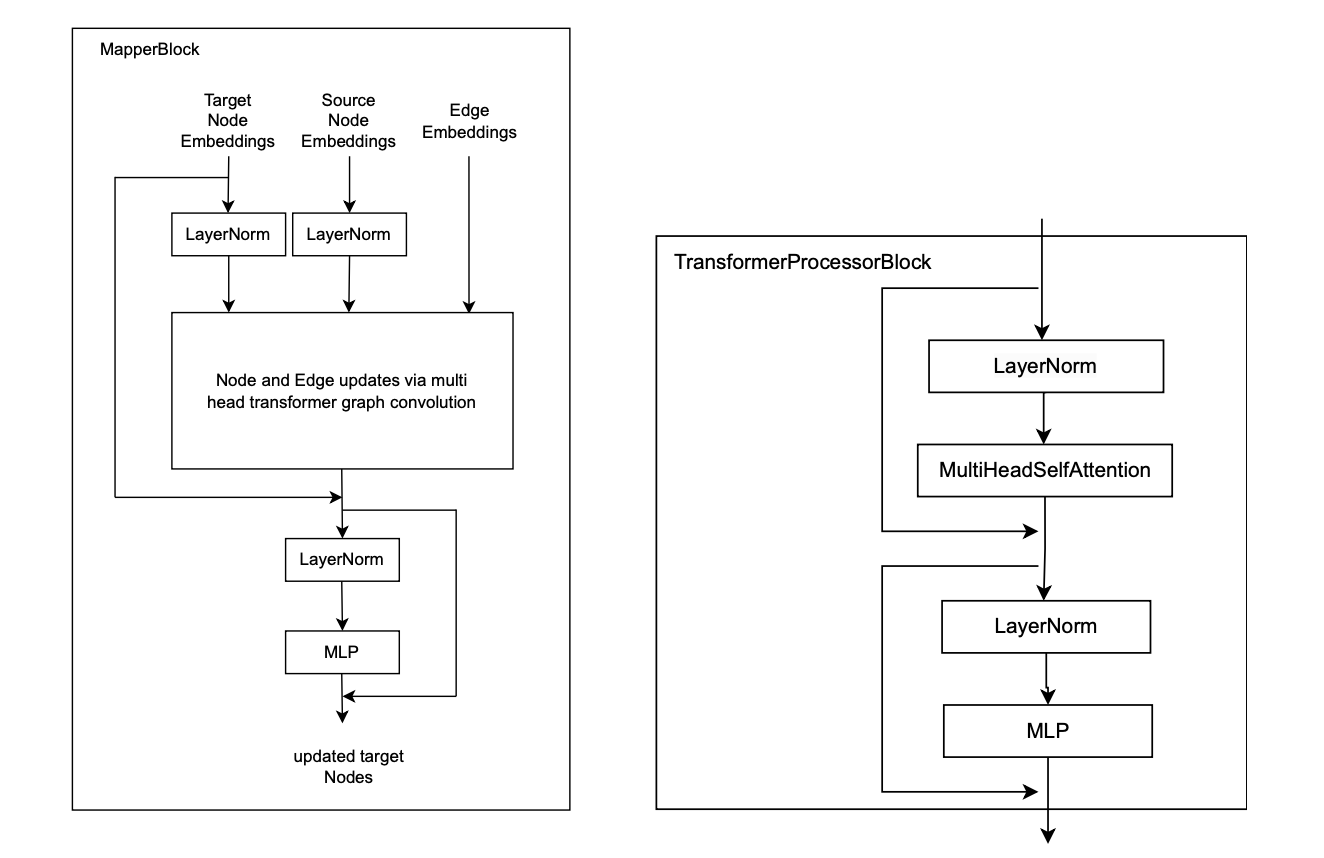 MapperBlock
Target
Node
Embeddings
Source
Node
Embeddings
Edge
Embeddings
LayerNorm
LayerNorm
Node and Edge updates via multi
head transformer graph convolution
LayerNorm
MLP
updated target
Nodes
TransformerProcessorBlock
LayerNorm
MultiHeadSelfAttention
LayerNorm
MLP